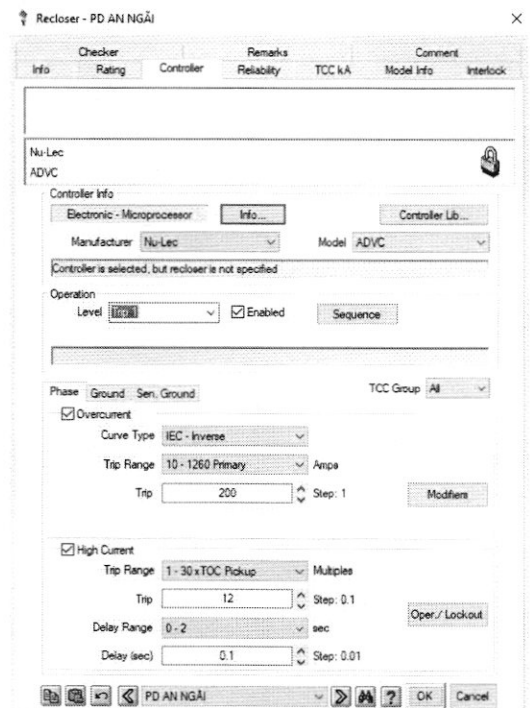 Recloser - PD AN NGÃI
Checker Remarks Comment
Info Rating Controller Reliability TCC kA Model Info Interlock
Nu-Lec
ADVC
Controller Info
Electronic - Microprocessor Info... Controller Lib...
Manufacturer Nu-Lec Model ADVC
Controller is selected, but recloser is not specified
Operation
Level Trip 1 Enabled Sequence
Phase Ground Sen. Ground TCC Group All
Overcurrent
Curve Type IEC - Inverse
Trip Range 10 - 1260 Primary Amps
Trip 200 Step: 1 Modifiers
High Current
Trip Range 1 - 30 xTOC Pickup Multiples
Trip 12 Step: 0.1
Oper./ Lockout
Delay Range 0 - 2 sec
Delay (sec) 0.1 Step: 0.01
PD AN NGÃI ? OK Cancel